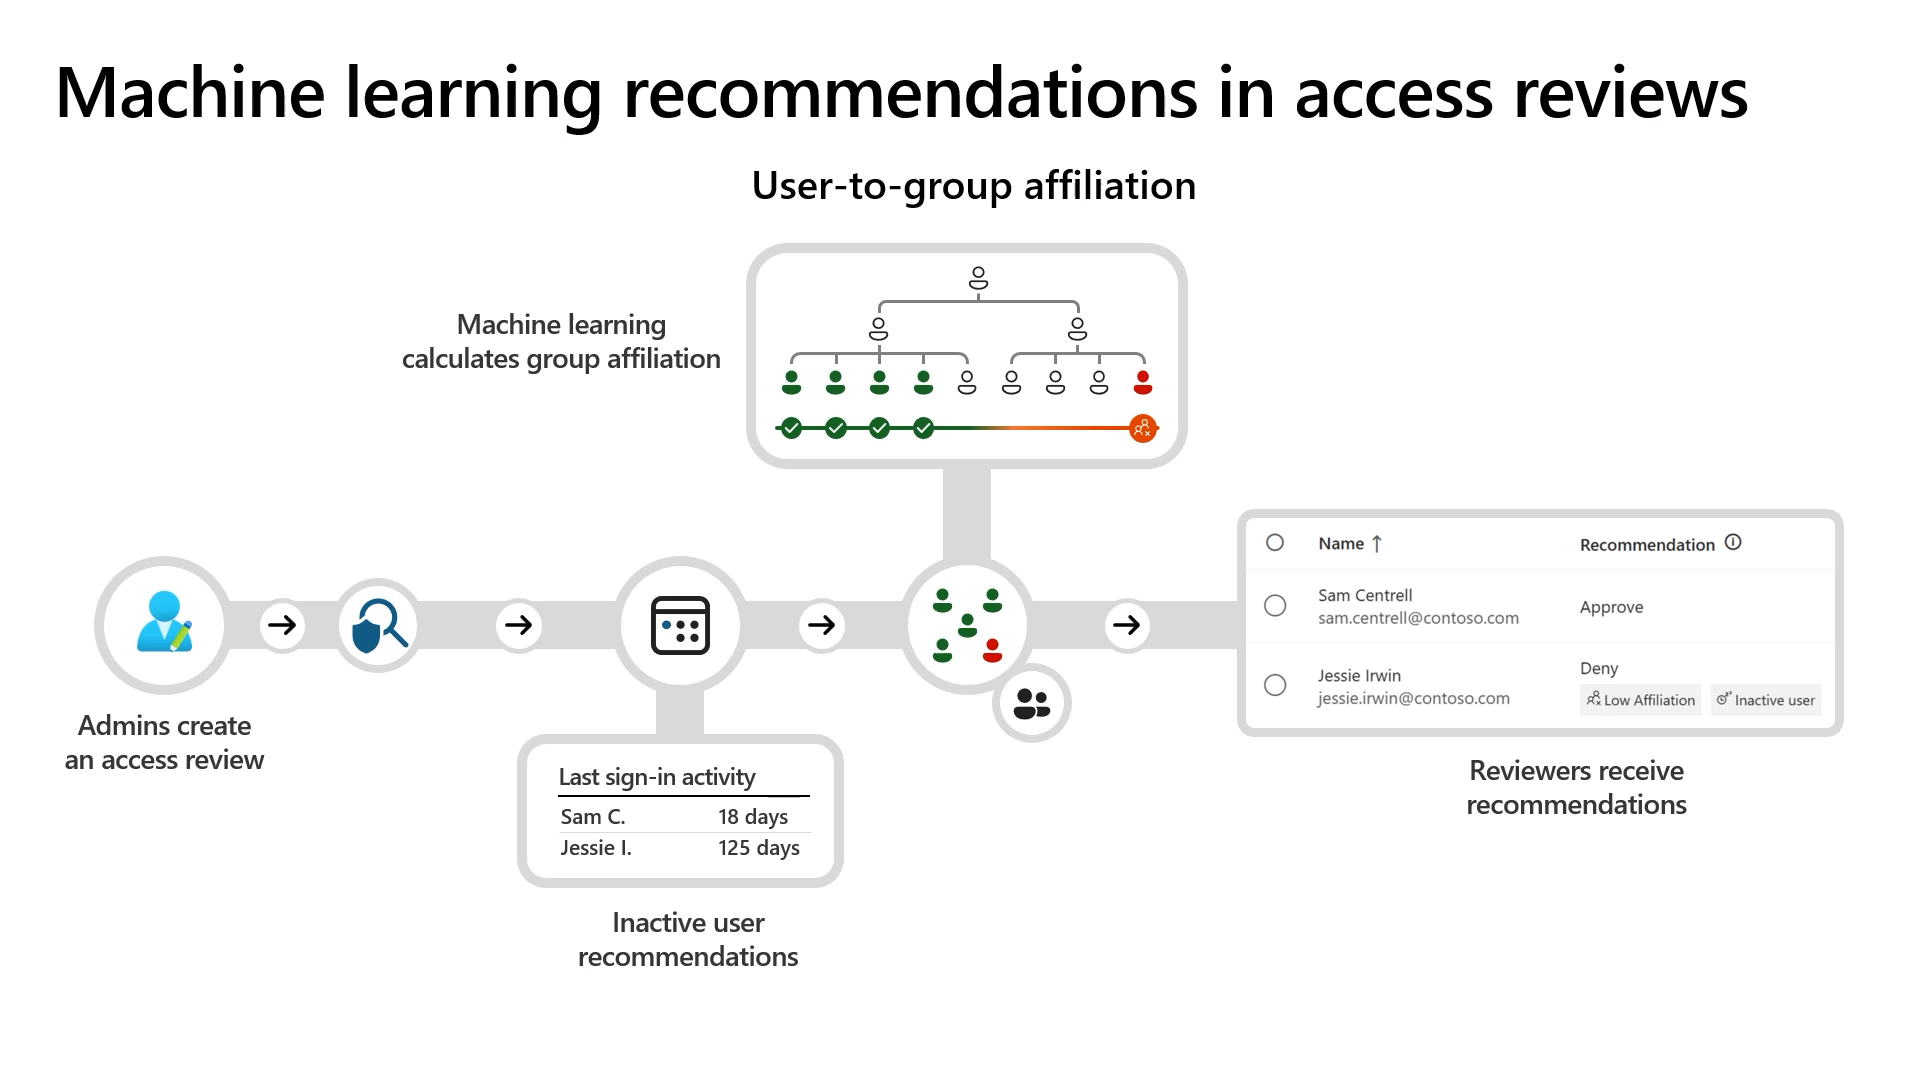 Machine learning recommendations in access reviews
User-to-group affiliation
Machine learning
calculates group affiliation
Admins create
an access review
Last sign-in activity
Sam C. 18 days
Jessie I. 125 days
Inactive user
recommendations
Name ↑ Recommendation
Sam Centrell
sam.centrell@contoso.com
Approve
Jessie Irwin
jessie.irwin@contoso.com
Deny
Low Affiliation Inactive user
Reviewers receive
recommendations